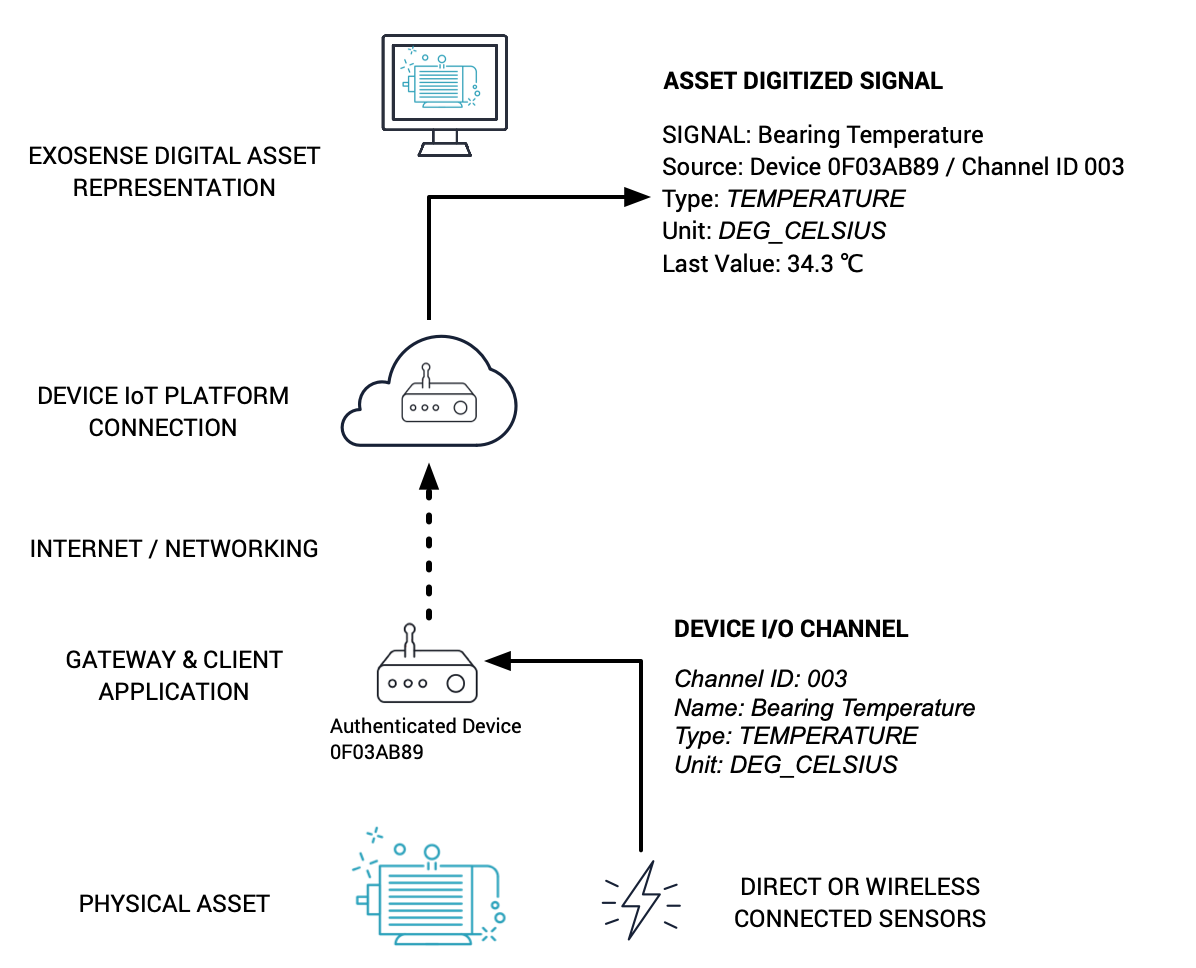 ASSET DIGITIZED SIGNAL
SIGNAL: Bearing Temperature
Source: Device 0F03AB89 / Channel ID 003
Type: TEMPERATURE
Unit: DEG_CELSIUS
Last Value: 34.3 ℃
EXOSENSE DIGITAL ASSET
REPRESENTATION
DEVICE IoT PLATFORM
CONNECTION
INTERNET / NETWORKING
GATEWAY & CLIENT
APPLICATION
Authenticated Device
0F03AB89
DEVICE I/O CHANNEL
Channel ID: 003
Name: Bearing Temperature
Type: TEMPERATURE
Unit: DEG_CELSIUS
PHYSICAL ASSET
DIRECT OR WIRELESS
CONNECTED SENSORS